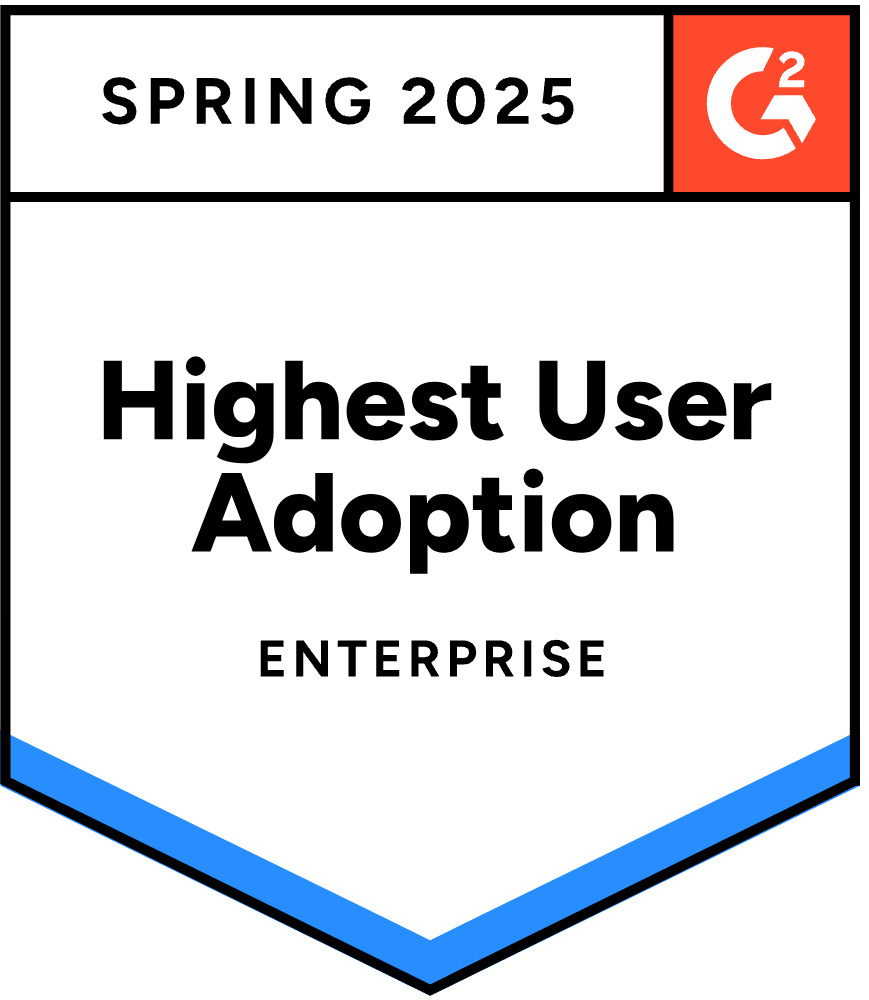 SPRING 2025
G2
Highest User
Adoption
ENTERPRISE